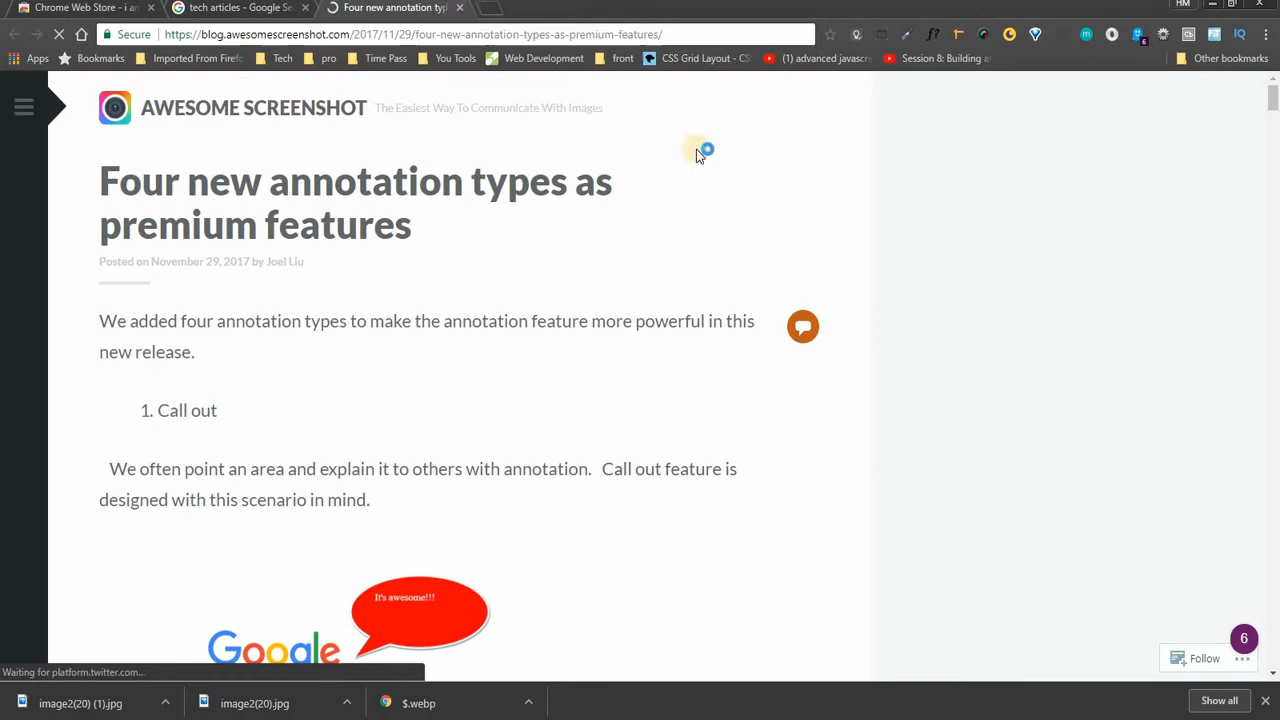 Chrome Web Store - i an
tech articles - Google Se
Four new annotation typ
HM
Secure
https://blog.awesomescreenshot.com/2017/11/29/four-new-annotation-types-as-premium-features/
Apps
Bookmarks
Imported From Firef
Tech
pro
Time Pass
You Tools
Web Development
front
CSS Grid Layout - CS
(1) advanced javascri
Session 8: Building an
Other bookmarks
AWESOME SCREENSHOT
The Easiest Way To Communicate With Images
Four new annotation types as
premium features
Posted on November 29, 2017 by Joel Liu
We added four annotation types to make the annotation feature more powerful in this
new release.
1. Call out
We often point an area and explain it to others with annotation. Call out feature is
designed with this scenario in mind.
It's awesome!!!
Google
6
Follow
Waiting for platform.twitter.com...
image2(20) (1).jpg
image2(20).jpg
$.webp
Show all